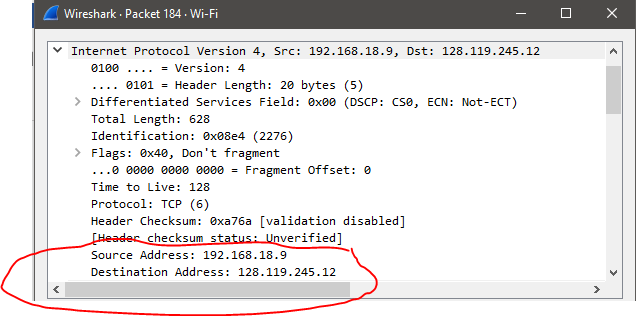 Wireshark · Packet 184 · Wi-Fi
Internet Protocol Version 4, Src: 192.168.18.9, Dst: 128.119.245.12
0100 .... = Version: 4
.... 0101 = Header Length: 20 bytes (5)
Differentiated Services Field: 0x00 (DSCP: CS0, ECN: Not-ECT)
Total Length: 628
Identification: 0x08e4 (2276)
Flags: 0x40, Don't fragment
...0 0000 0000 0000 = Fragment Offset: 0
Time to Live: 128
Protocol: TCP (6)
Header Checksum: 0xa76a [validation disabled]
[Header checksum status: Unverified]
Source Address: 192.168.18.9
Destination Address: 128.119.245.12